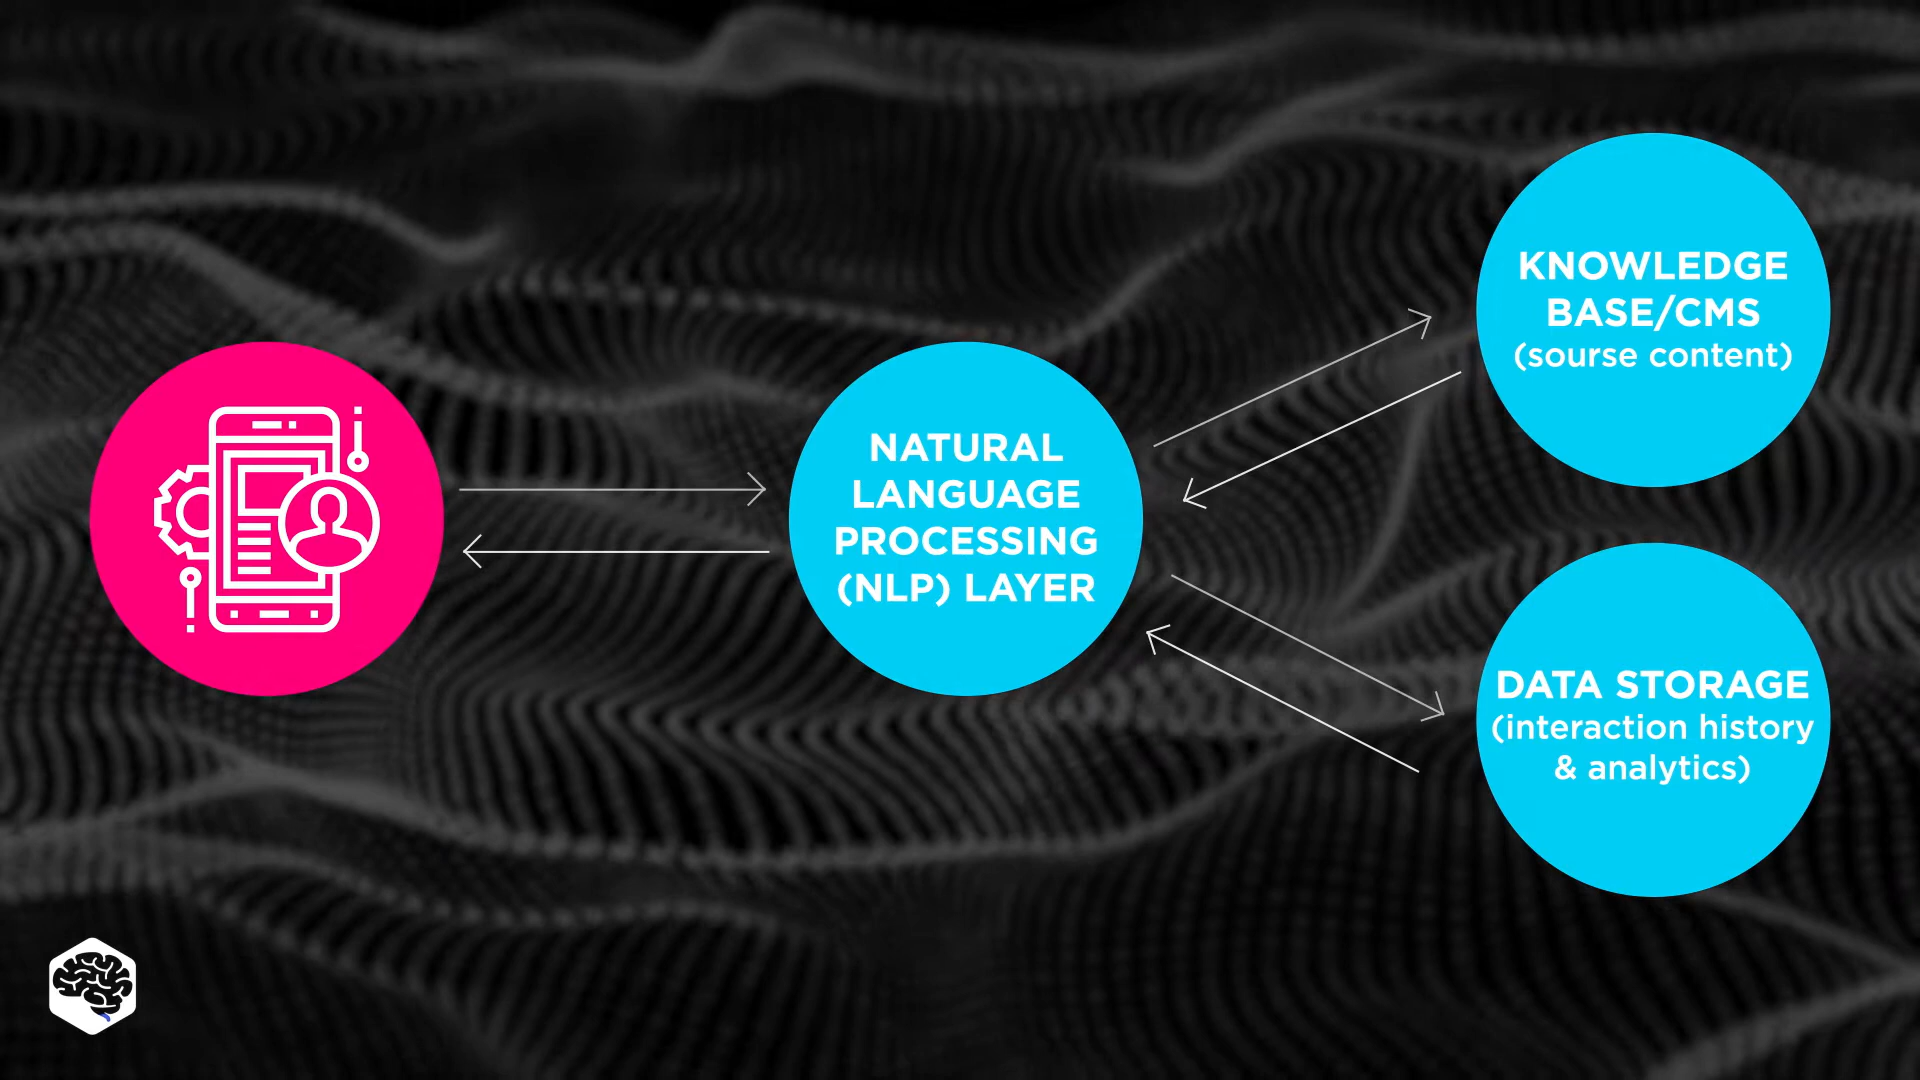 NATURAL
LANGUAGE
PROCESSING
(NLP) LAYER
KNOWLEDGE
BASE/CMS
(sourse content)
DATA STORAGE
(interaction history
& analytics)